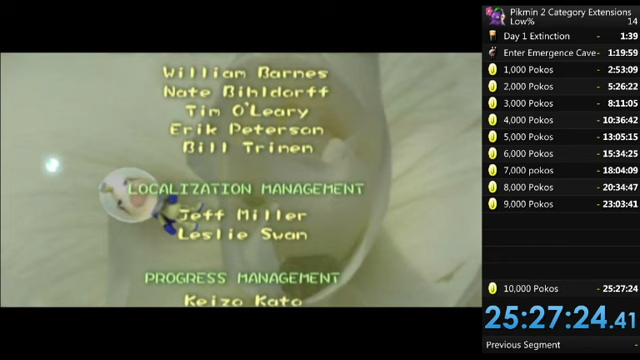 William Barnes
Nate Bihldorff
Tim O'Leary
Erik Peterson
Bill Trinen
LOCALIZATION MANAGEMENT
Jeff Miller
Leslie Swan
PROGRESS MANAGEMENT
Keizo Kato
Pikmin 2 Category Extensions
Low% 14
Day 1 Extinction - 1:39
Enter Emergence Cave - 1:19:59
1,000 Pokos - 2:53:09
2,000 Pokos - 5:26:22
3,000 Pokos - 8:11:05
4,000 Pokos - 10:36:42
5,000 Pokos - 13:05:15
6,000 Pokos - 15:34:25
7,000 pokos - 18:04:09
8,000 Pokos - 20:34:47
9,000 Pokos - 23:03:41
10,000 Pokos - 25:27:24
25:27:24.41
Previous Segment -